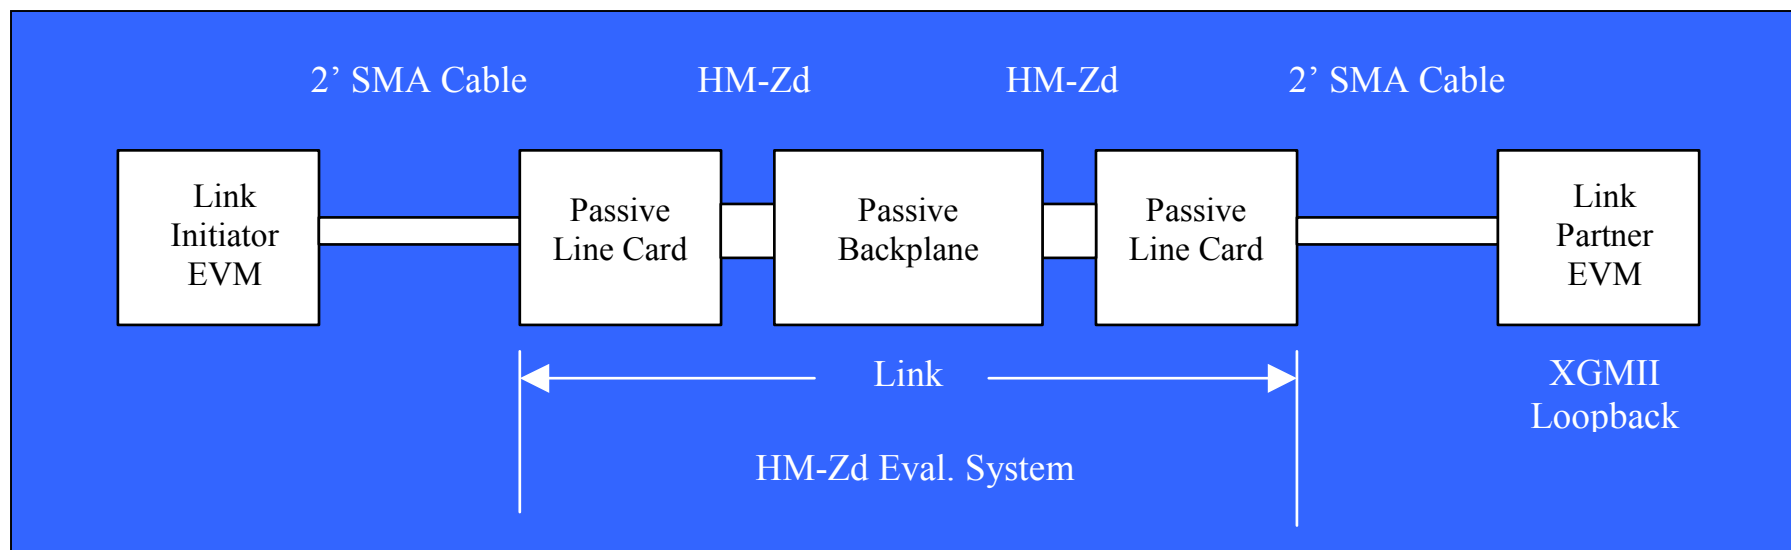 2’ SMA Cable
HM-Zd
HM-Zd
2’ SMA Cable
Link
Initiator
EVM
Passive
Line Card
Passive
Backplane
Passive
Line Card
Link
Partner
EVM
Link
XGMII
Loopback
HM-Zd Eval. System